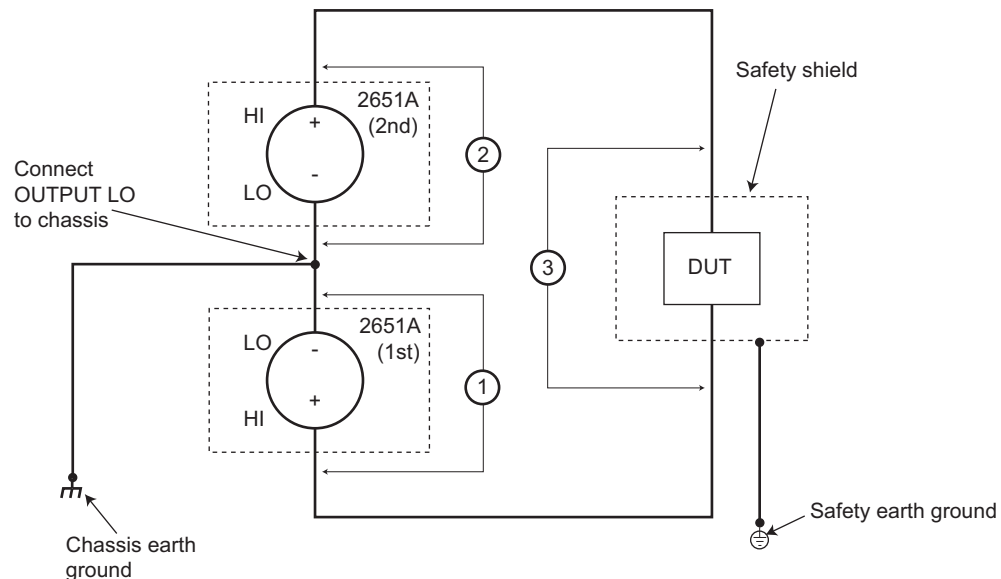 HI
+
2651A
(2nd)
-
LO
2
Safety shield
Connect
OUTPUT LO
to chassis
3
DUT
LO
-
2651A
(1st)
+
HI
1
Chassis earth
ground
Safety earth ground